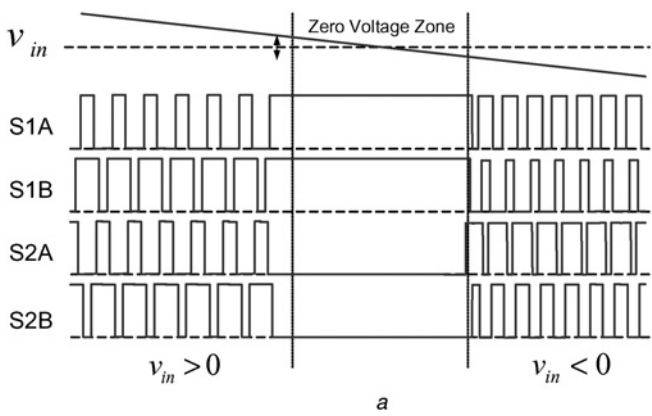 Zero Voltage Zone
v_in
S1A
S1B
S2A
S2B
v_in > 0
v_in < 0
a